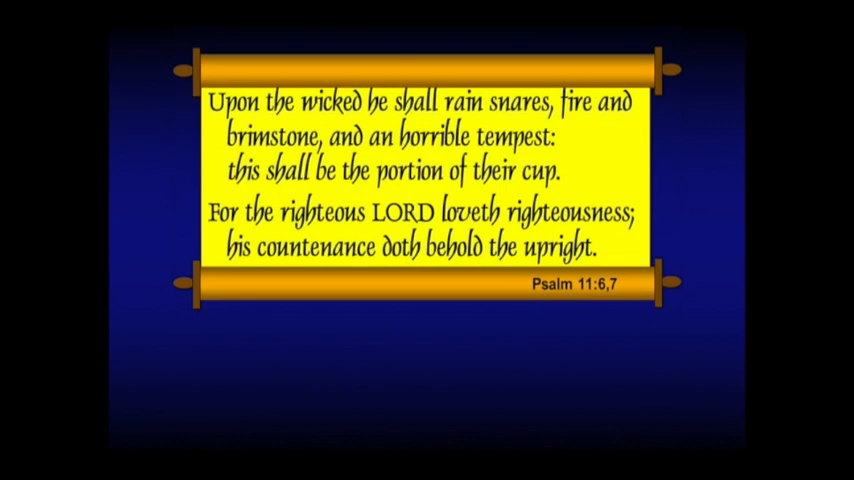 Upon the wicked he shall rain snares, fire and
brimstone, and an horrible tempest:
this shall be the portion of their cup.
For the righteous LORD loveth righteousness;
his countenance doth behold the upright.
Psalm 11:6,7